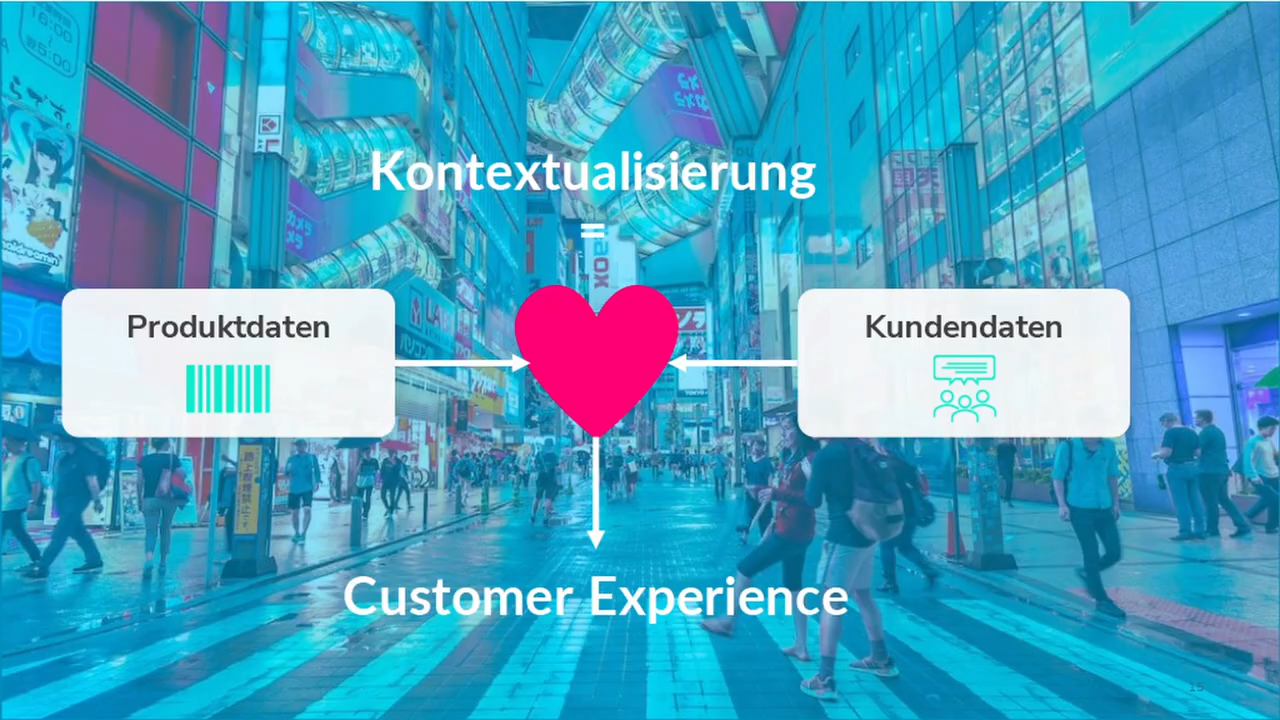 Kontextualisierung
=
Produktdaten
Kundendaten
Customer Experience
15